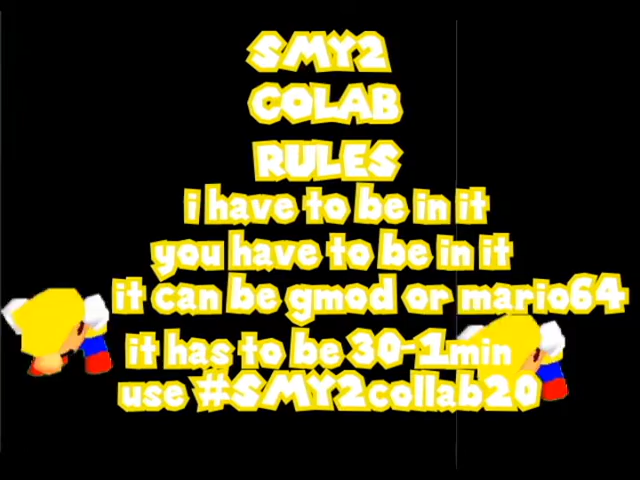 SMY2
COLAB
RULES
i have to be in it
you have to be in it
it can be gmod or mario64
it has to be 30-1min
use #SMY2collab20